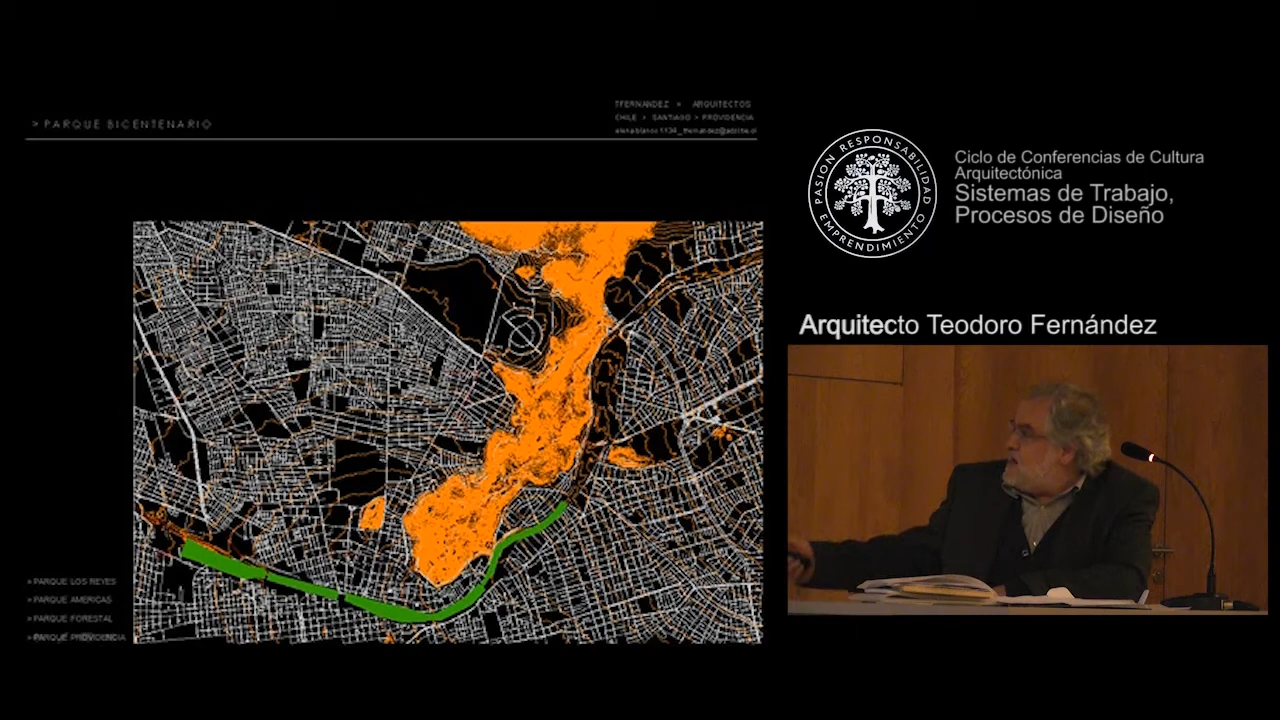 > PARQUE BICENTENARIO
TFERNANDEZ × ARQUITECTOS
CHILE > SANTIAGO > PROVIDENCIA
» PARQUE LOS REYES
» PARQUE AMERICAS
» PARQUE FORESTAL
» PARQUE PROVIDENCIA
PASION RESPONSABILIDAD EMPRENDIMIENTO
Ciclo de Conferencias de Cultura
Arquitectónica
Sistemas de Trabajo,
Procesos de Diseño
Arquitecto Teodoro Fernández